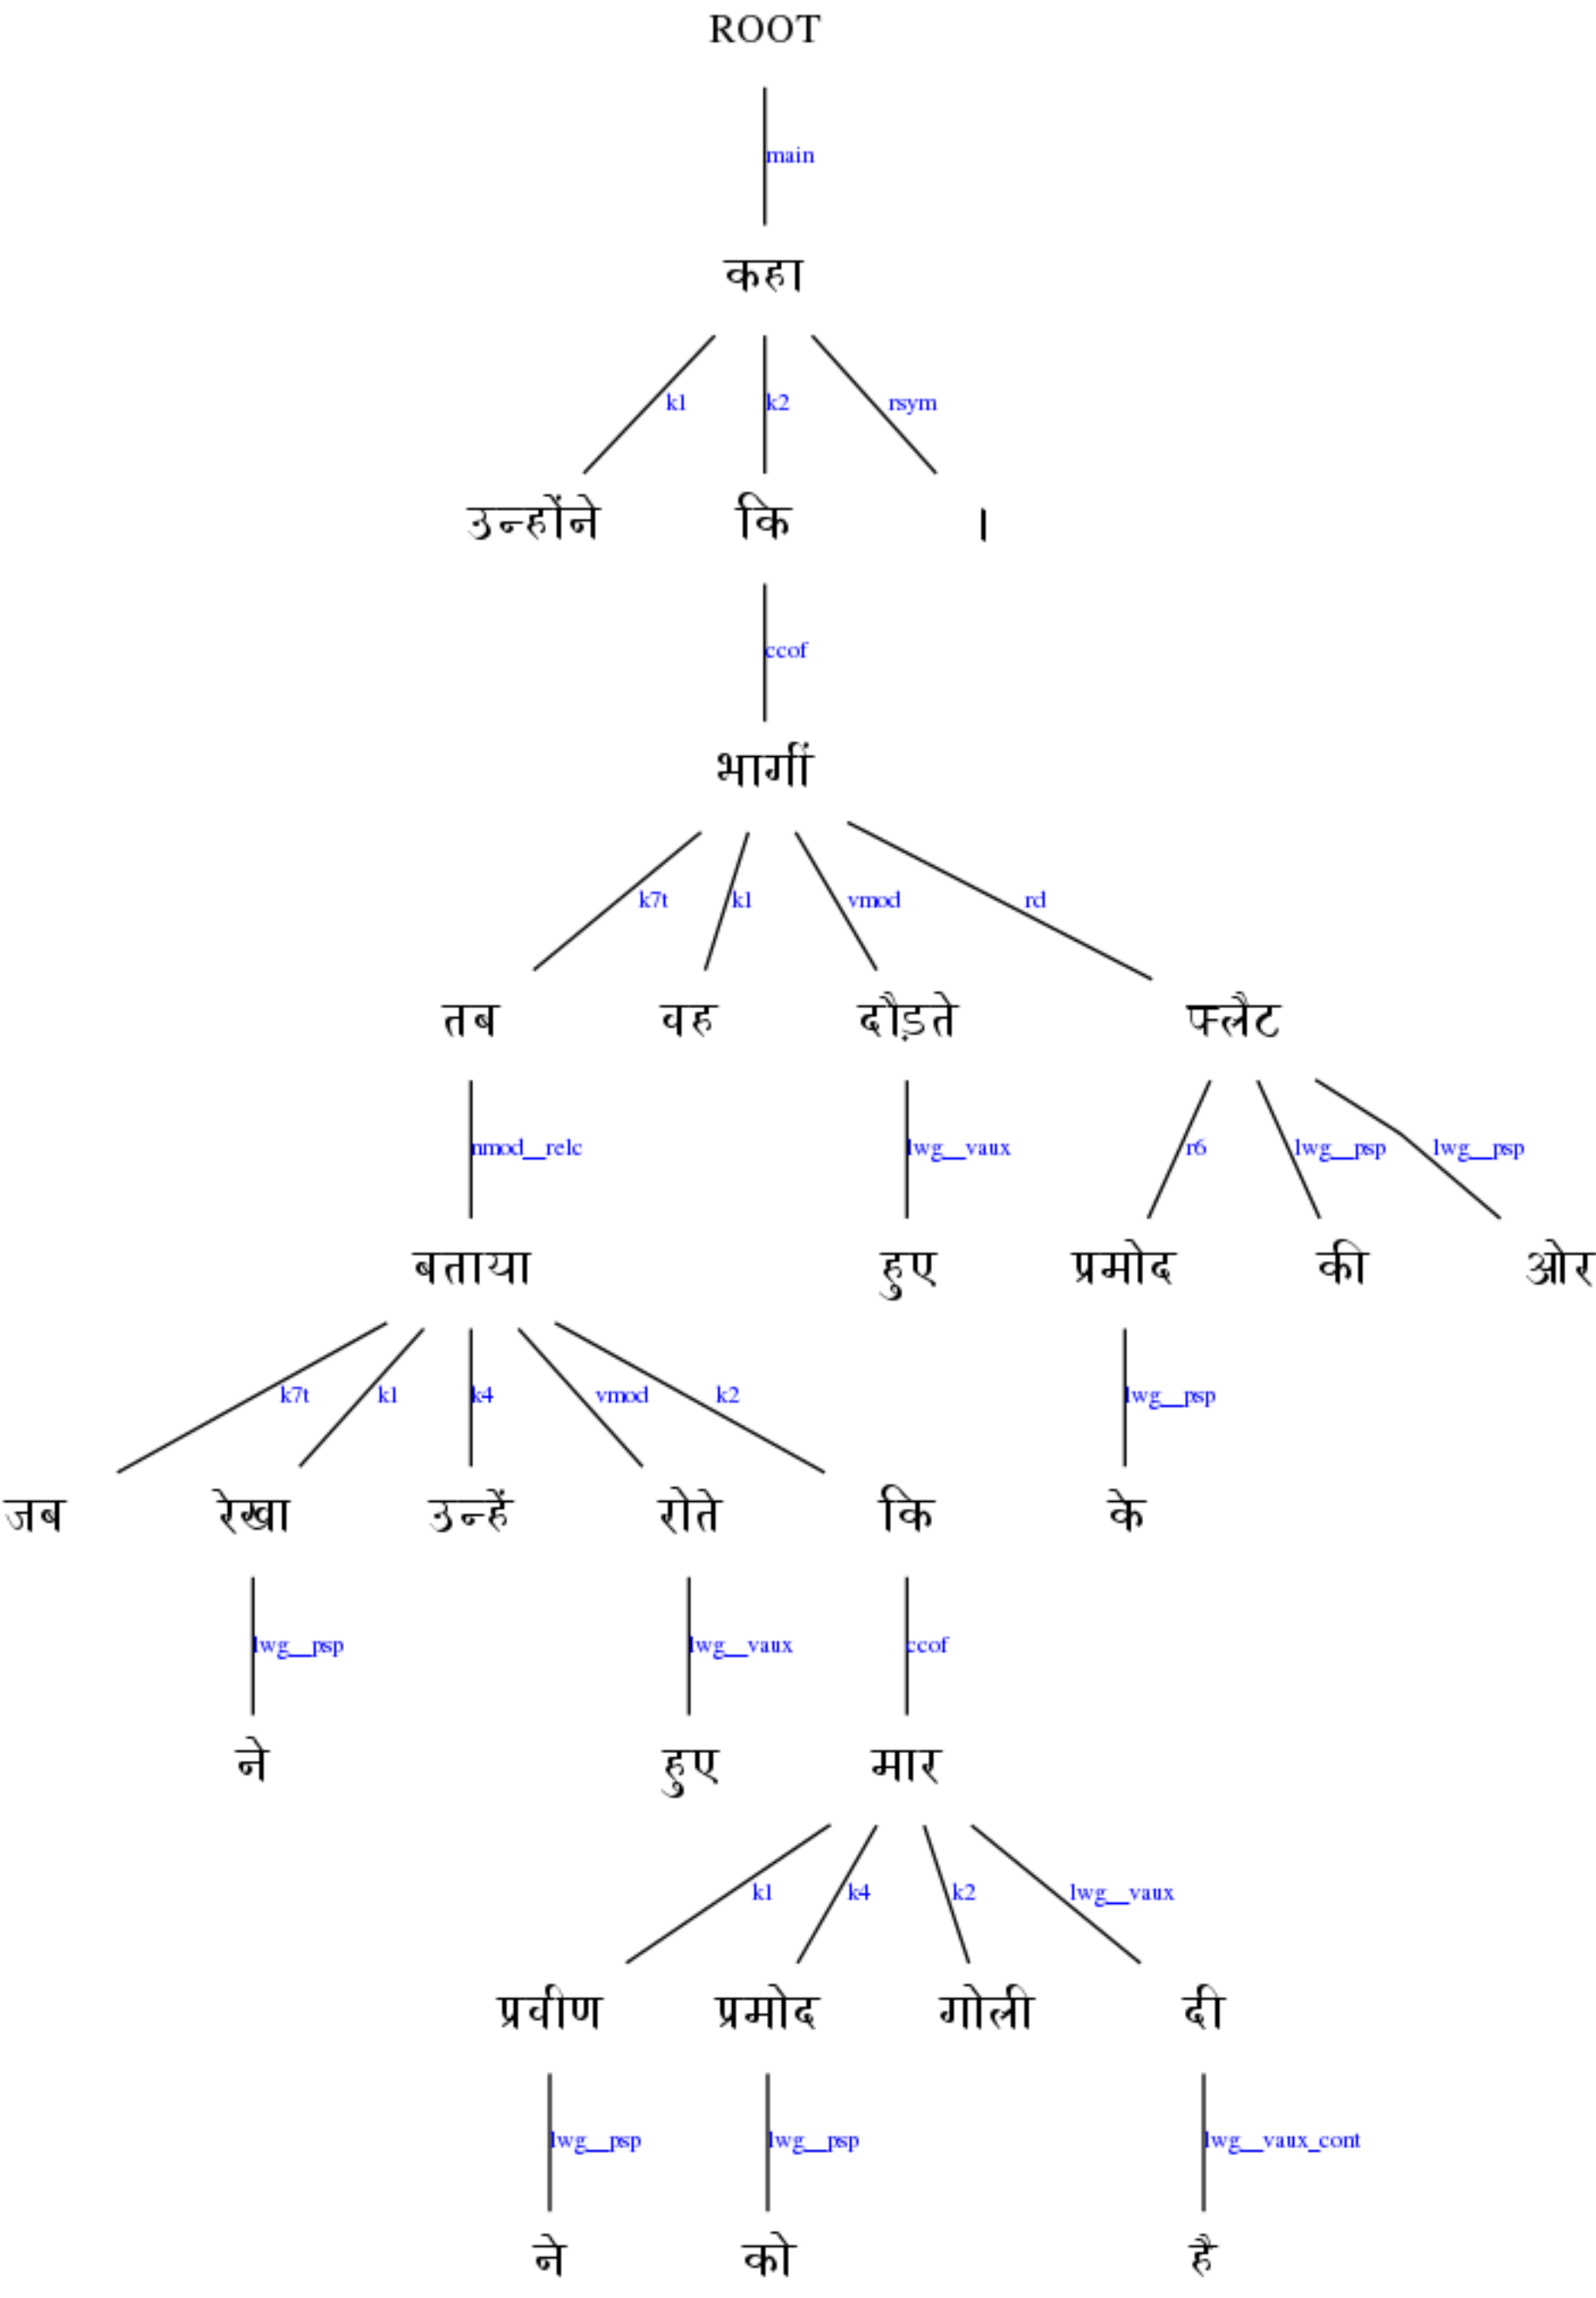 ROOT
main
कहा
k1 k2 rsym
उन्होंने कि ।
ccof
भागीं
k7t k1 vmod rd
तब वह दौड़ते फ्लैट
nmod__relc lwg__vaux r6 lwg__psp lwg__psp
बताया हुए प्रमोद की ओर
k7t k1 k4 vmod k2 lwg__psp
जब रेखा उन्हें रोते कि के
lwg__psp lwg__vaux ccof
ने हुए मार
k1 k4 k2 lwg__vaux
प्रवीण प्रमोद गोली दी
lwg__psp lwg__psp lwg__vaux_cont
ने को है